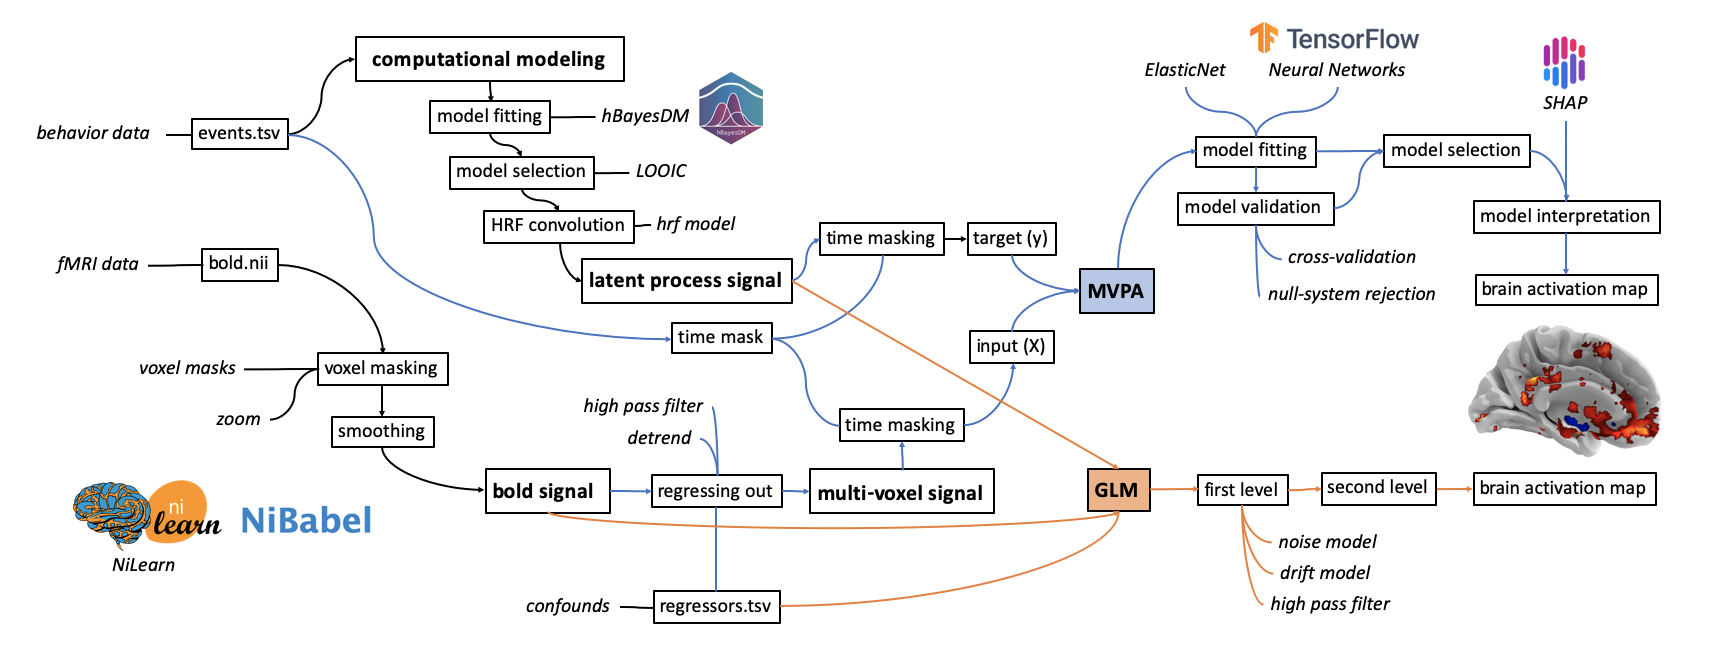 computational modeling
model fitting
hBayesDM
hBayesDM
behavior data
events.tsv
model selection
LOOIC
HRF convolution
hrf model
fMRI data
bold.nii
latent process signal
time masking
target (y)
MVPA
time mask
input (X)
voxel masks
voxel masking
zoom
smoothing
high pass filter
detrend
time masking
bold signal
regressing out
multi-voxel signal
ni
learn
NiLearn
NiBabel
confounds
regressors.tsv
TensorFlow
ElasticNet
Neural Networks
SHAP
model fitting
model selection
model validation
model interpretation
cross-validation
null-system rejection
brain activation map
GLM
first level
second level
brain activation map
noise model
drift model
high pass filter